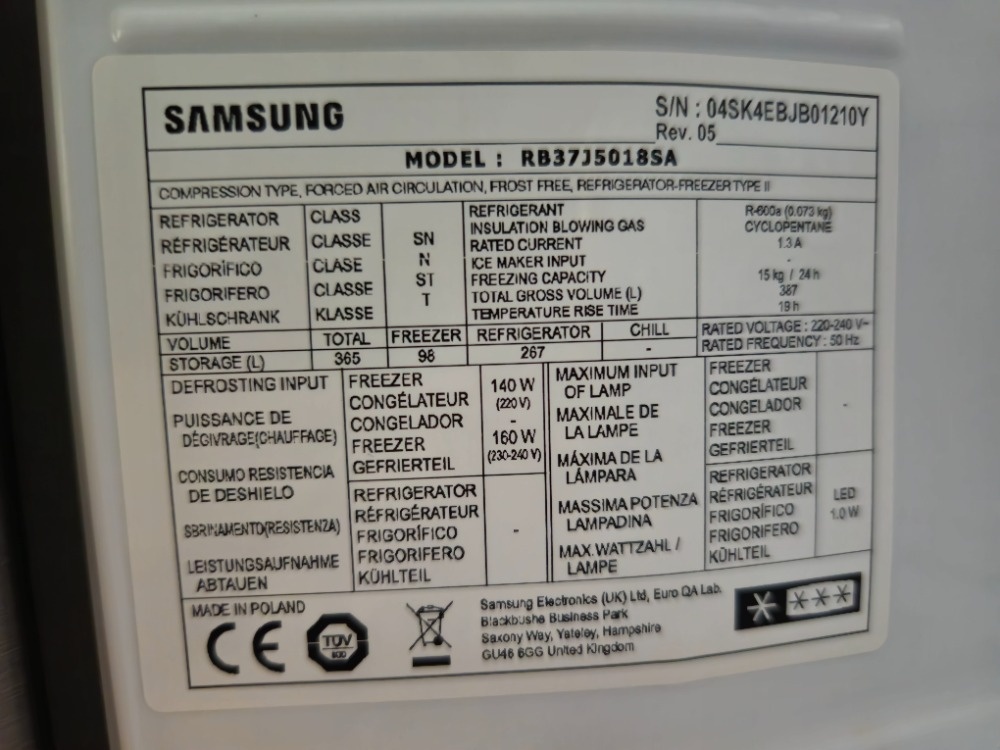 SAMSUNG
S/N : 04SK4EBJB01210Y
Rev. 05
MODEL : RB37J5018SA
COMPRESSION TYPE, FORCED AIR CIRCULATION, FROST FREE, REFRIGERATOR-FREEZER TYPE II
REFRIGERATOR CLASS
RÉFRIGÉRATEUR CLASSE SN
FRIGORÍFICO CLASE N
FRIGORIFERO CLASSE ST
KÜHLSCHRANK KLASSE T
REFRIGERANT R-600a (0.073 kg)
INSULATION BLOWING GAS CYCLOPENTANE
RATED CURRENT 1.3 A
ICE MAKER INPUT -
FREEZING CAPACITY 15 kg / 24 h
TOTAL GROSS VOLUME (L) 387
TEMPERATURE RISE TIME 19 h
VOLUME TOTAL FREEZER REFRIGERATOR CHILL
STORAGE (L) 365 98 267 -
RATED VOLTAGE : 220-240 V~
RATED FREQUENCY : 50 Hz
DEFROSTING INPUT
PUISSANCE DE
DÉGIVRAGE(CHAUFFAGE)
CONSUMO RESISTENCIA
DE DESHIELO
SBRINAMENTO(RESISTENZA)
LEISTUNGSAUFNAHME
ABTAUEN
FREEZER
CONGÉLATEUR
CONGELADOR
FREEZER
GEFRIERTEIL
140 W
(220 V)
-
160 W
(230-240 V)
REFRIGERATOR
RÉFRIGÉRATEUR
FRIGORÍFICO
FRIGORIFERO
KÜHLTEIL
-
MAXIMUM INPUT
OF LAMP
MAXIMALE DE
LA LAMPE
MÁXIMA DE LA
LÁMPARA
MASSIMA POTENZA
LAMPADINA
MAX. WATTZAHL /
LAMPE
FREEZER
CONGÉLATEUR
CONGELADOR
FREEZER
GEFRIERTEIL
-
REFRIGERATOR
RÉFRIGÉRATEUR
FRIGORÍFICO
FRIGORIFERO
KÜHLTEIL
LED
1.0 W
MADE IN POLAND
CE
TÜV
Samsung Electronics (UK) Ltd, Euro QA Lab.
Blackbushe Business Park
Saxony Way, Yateley, Hampshire
GU46 6GG United Kingdom